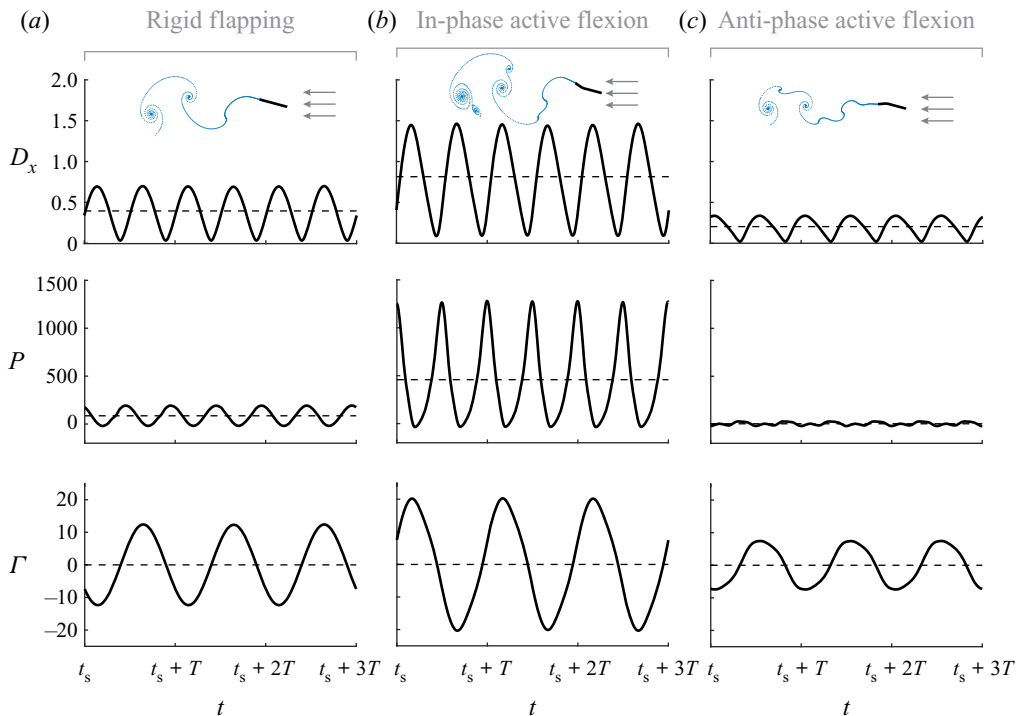 (a) Rigid flapping (b) In-phase active flexion (c) Anti-phase active flexion
2.0
1.5
D_x 1.0
0.5
0
1500
1000
P 500
0
20
10
Γ 0
−10
−20
t_s t_s + T t_s + 2T t_s + 3T t_s t_s + T t_s + 2T t_s + 3T t_s t_s + T t_s + 2T t_s + 3T
t t t